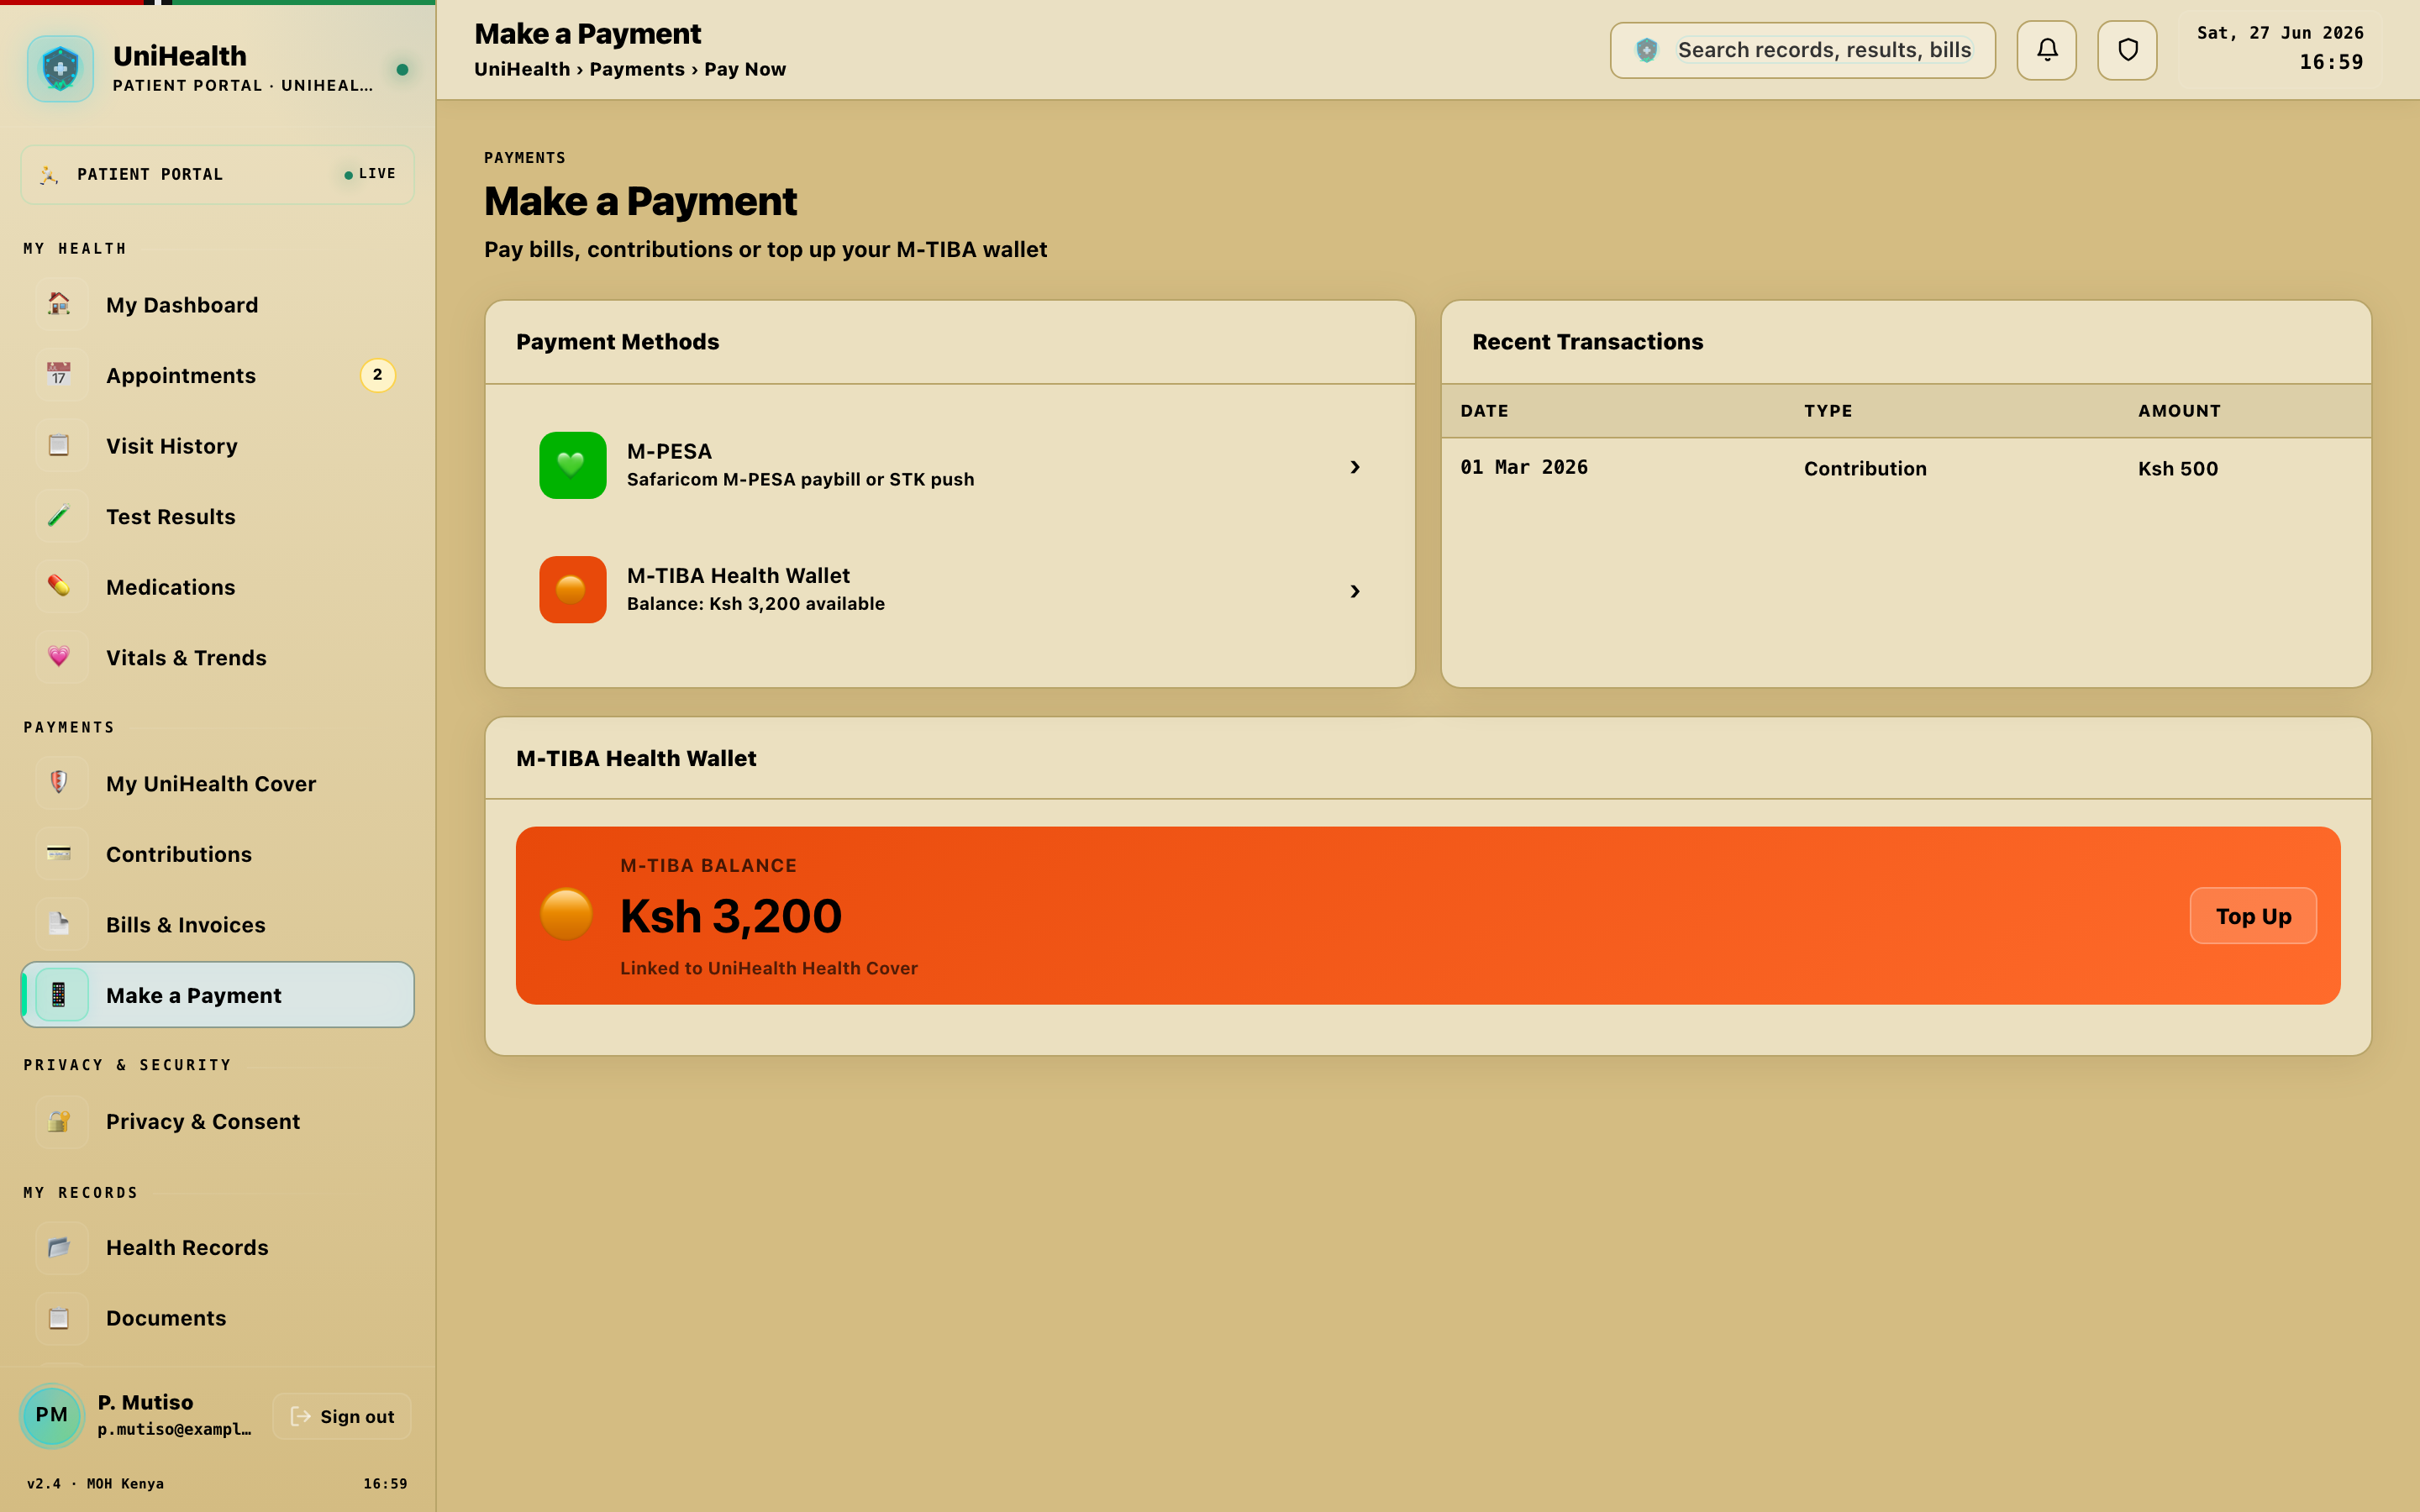 UniHealth
PATIENT PORTAL · UNIHEAL...
PATIENT PORTAL
LIVE
MY HEALTH
My Dashboard
17
Appointments
2
Visit History
Test Results
Medications
Vitals & Trends
PAYMENTS
My UniHealth Cover
Contributions
Bills & Invoices
Make a Payment
PRIVACY & SECURITY
Privacy & Consent
MY RECORDS
Health Records
Documents
PM
P. Mutiso
p.mutiso@exampl…
Sign out
v2.4 · MOH Kenya
16:59
Make a Payment
UniHealth › Payments › Pay Now
Search records, results, bills
Sat, 27 Jun 2026
16:59
PAYMENTS
Make a Payment
Pay bills, contributions or top up your M-TIBA wallet
Payment Methods
M-PESA
Safaricom M-PESA paybill or STK push
›
M-TIBA Health Wallet
Balance: Ksh 3,200 available
›
Recent Transactions
DATE TYPE AMOUNT
01 Mar 2026 Contribution Ksh 500
M-TIBA Health Wallet
M-TIBA BALANCE
Ksh 3,200
Linked to UniHealth Health Cover
Top Up